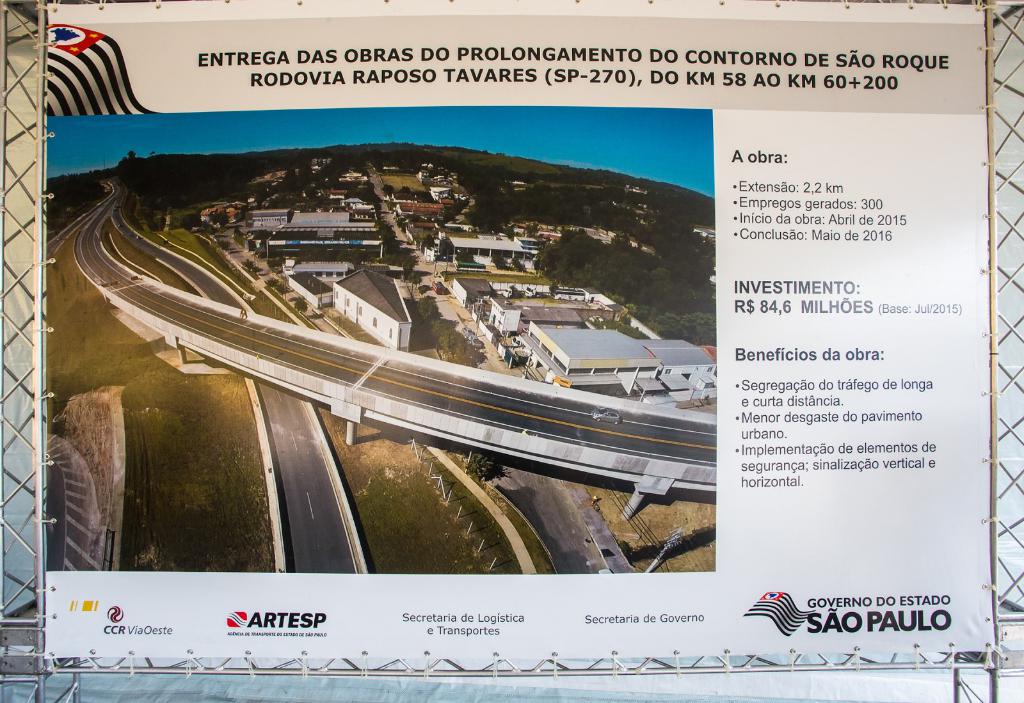 ENTREGA DAS OBRAS DO PROLONGAMENTO DO CONTORNO DE SÃO ROQUE
RODOVIA RAPOSO TAVARES (SP-270), DO KM 58 AO KM 60+200
A obra:
•Extensão: 2,2 km
•Empregos gerados: 300
•Início da obra: Abril de 2015
•Conclusão: Maio de 2016
INVESTIMENTO:
R$ 84,6 MILHÕES (Base: Jul/2015)
Benefícios da obra:
•Segregação do tráfego de longa
e curta distância.
•Menor desgaste do pavimento
urbano.
•Implementação de elementos de
segurança; sinalização vertical e
horizontal.
CCR ViaOeste
ARTESP
AGÊNCIA DE TRANSPORTE DO ESTADO DE SÃO PAULO
Secretaria de Logística
e Transportes
Secretaria de Governo
GOVERNO DO ESTADO
SÃO PAULO